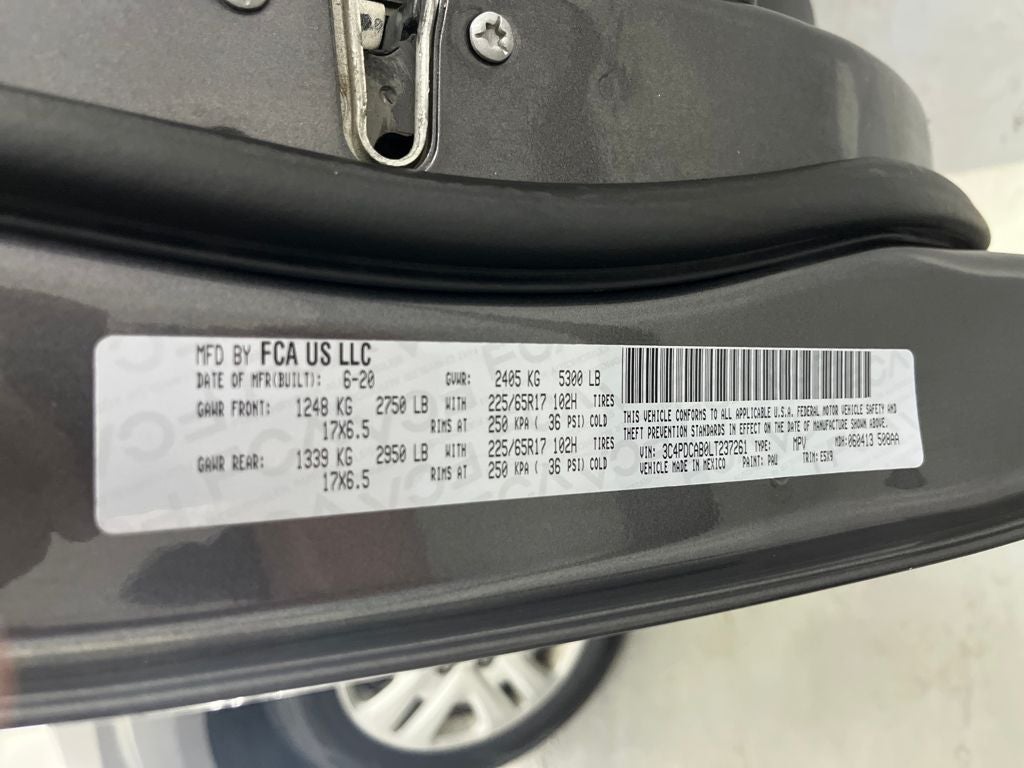 MFD BY FCA US LLC
DATE OF MFR(BUILT): 6-20 GVWR: 2405 KG 5300 LB
GAWR FRONT: 1248 KG 2750 LB WITH 225/65R17 102H TIRES
17X6.5 RIMS AT 250 KPA ( 36 PSI) COLD
GAWR REAR: 1339 KG 2950 LB WITH 225/65R17 102H TIRES
17X6.5 RIMS AT 250 KPA ( 36 PSI) COLD
THIS VEHICLE CONFORMS TO ALL APPLICABLE U.S.A. FEDERAL MOTOR VEHICLE SAFETY AND
THEFT PREVENTION STANDARDS IN EFFECT ON THE DATE OF MANUFACTURE SHOWN ABOVE.
VIN: 3C4PDCAB0LT237261 TYPE: MPV MDH: 060413 508AA
VEHICLE MADE IN MEXICO PAINT: PAU TRIM: ESX9